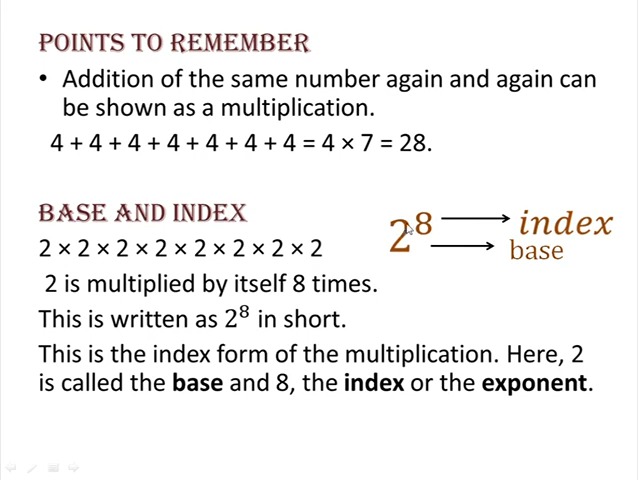 POINTS TO REMEMBER
• Addition of the same number again and again can
be shown as a multiplication.
4 + 4 + 4 + 4 + 4 + 4 + 4 = 4 × 7 = 28.
BASE AND INDEX
2 × 2 × 2 × 2 × 2 × 2 × 2 × 2
2⁸ index
base
2 is multiplied by itself 8 times.
This is written as 2⁸ in short.
This is the index form of the multiplication. Here, 2
is called the base and 8, the index or the exponent.